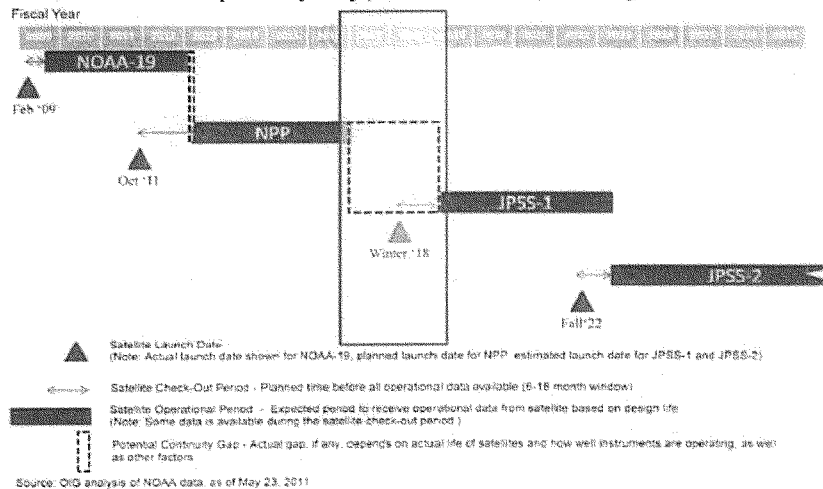 Fiscal Year
NOAA-19
Feb '09
NPP
Oct '11
JPSS-1
Winter '18
JPSS-2
Fall '22
Satellite Launch Date
(Note: Actual launch date shown for NOAA-19, planned launch date for NPP, estimated launch date for JPSS-1 and JPSS-2)
Satellite Check-Out Period - Planned time before all operational data available (6-18 month window)
Satellite Operational Period - Expected period to receive operational data from satellite based on design life
(Note: Some data is available during the satellite check-out period.)
Potential Continuity Gap - Actual gap, if any, depends on actual life of satellites and how well instruments are operating, as well
as other factors
Source: OIG analysis of NOAA data, as of May 23, 2011